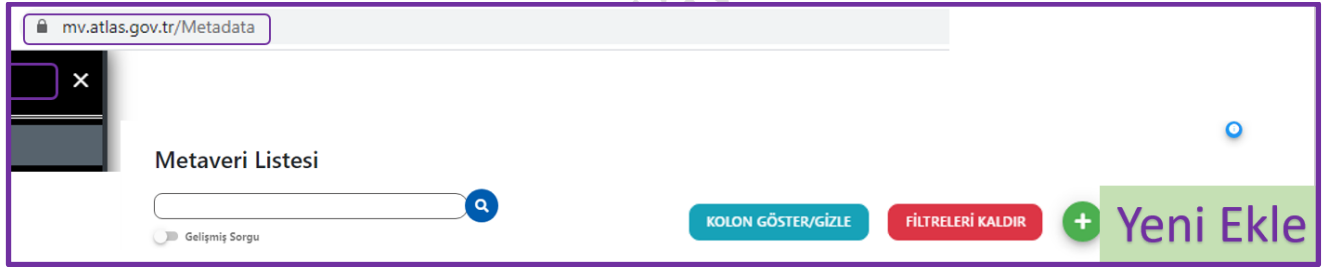 mv.atlas.gov.tr/Metadata
Metaveri Listesi
KOLON GÖSTER/GİZLE FİLTRELERİ KALDIR + Yeni Ekle
Gelişmiş Sorgu